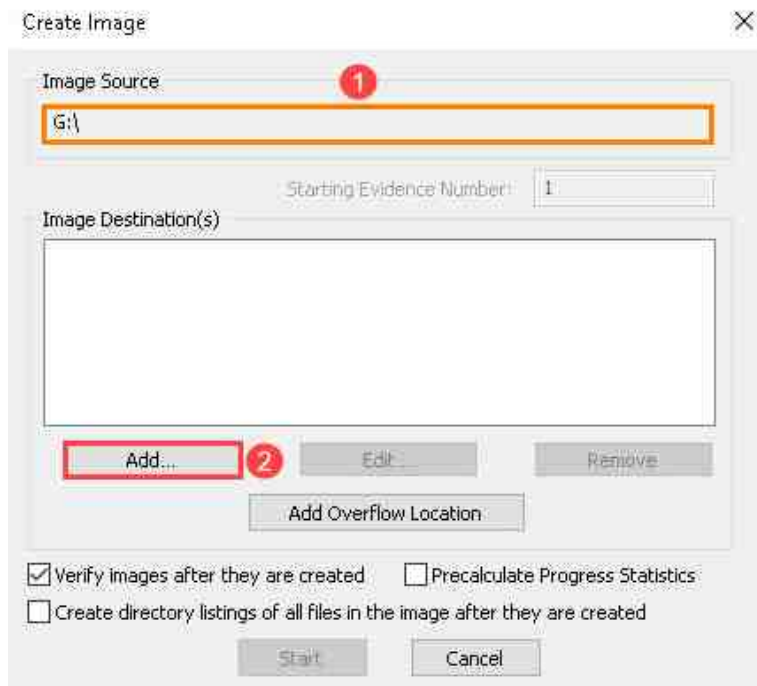 Create Image
Image Source
1
G:\
Starting Evidence Number: 1
Image Destination(s)
Add... 2 Edit... Remove
Add Overflow Location
Verify images after they are created Precalculate Progress Statistics
Create directory listings of all files in the image after they are created
Start Cancel